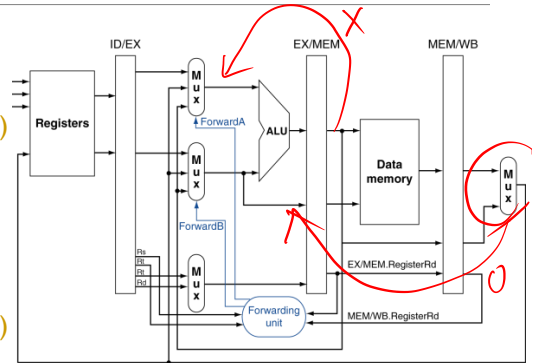 ID/EX
EX/MEM
MEM/WB
X
Registers
)
M
u
x
ForwardA
ALU
M
u
x
ForwardB
Data
memory
M
u
x
Rs
Rt
Rt
Rd
M
u
x
EX/MEM.RegisterRd
O
Forwarding
unit
MEM/WB.RegisterRd
)